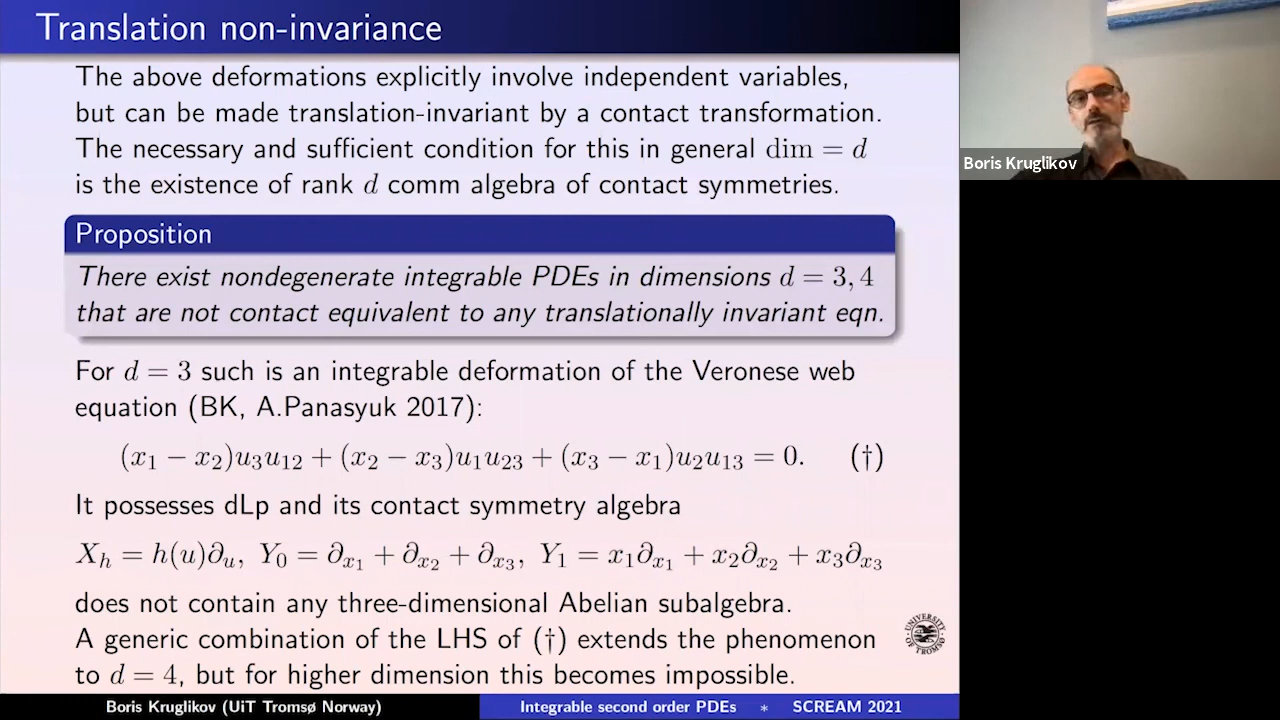 Translation non-invariance
The above deformations explicitly involve independent variables,
but can be made translation-invariant by a contact transformation.
The necessary and sufficient condition for this in general dim = d
is the existence of rank d comm algebra of contact symmetries.
Proposition
There exist nondegenerate integrable PDEs in dimensions d = 3, 4
that are not contact equivalent to any translationally invariant eqn.
For d = 3 such is an integrable deformation of the Veronese web
equation (BK, A.Panasyuk 2017):
(x₁ − x₂)u₃u₁₂ + (x₂ − x₃)u₁u₂₃ + (x₃ − x₁)u₂u₁₃ = 0. (†)
It possesses dLp and its contact symmetry algebra
X_h = h(u)∂_u, Y₀ = ∂_{x₁} + ∂_{x₂} + ∂_{x₃}, Y₁ = x₁∂_{x₁} + x₂∂_{x₂} + x₃∂_{x₃}
does not contain any three-dimensional Abelian subalgebra.
A generic combination of the LHS of (†) extends the phenomenon
to d = 4, but for higher dimension this becomes impossible.
UNIVERSITY OF TROMSØ
Boris Kruglikov (UiT Tromsø Norway)
Integrable second order PDEs * SCREAM 2021
Boris Kruglikov